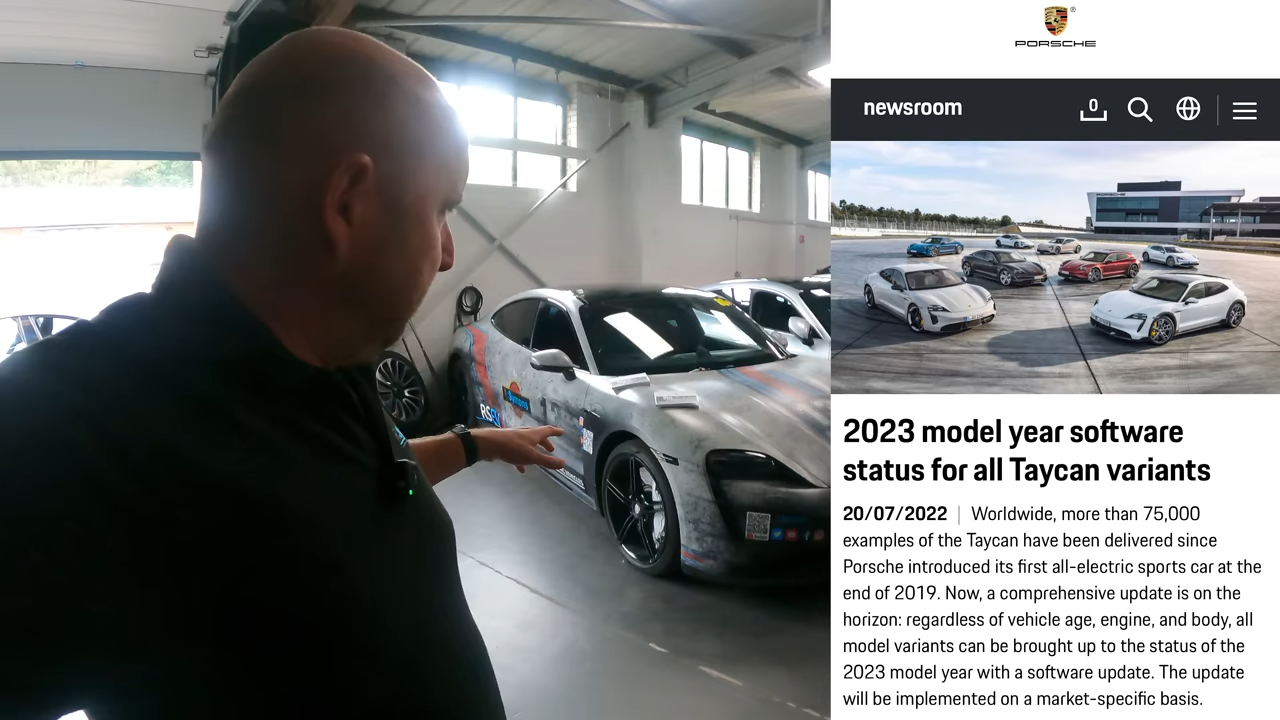 PORSCHE
newsroom
0
2023 model year software
status for all Taycan variants
20/07/2022 | Worldwide, more than 75,000
examples of the Taycan have been delivered since
Porsche introduced its first all-electric sports car at the
end of 2019. Now, a comprehensive update is on the
horizon: regardless of vehicle age, engine, and body, all
model variants can be brought up to the status of the
2023 model year with a software update. The update
will be implemented on a market-specific basis.
RS